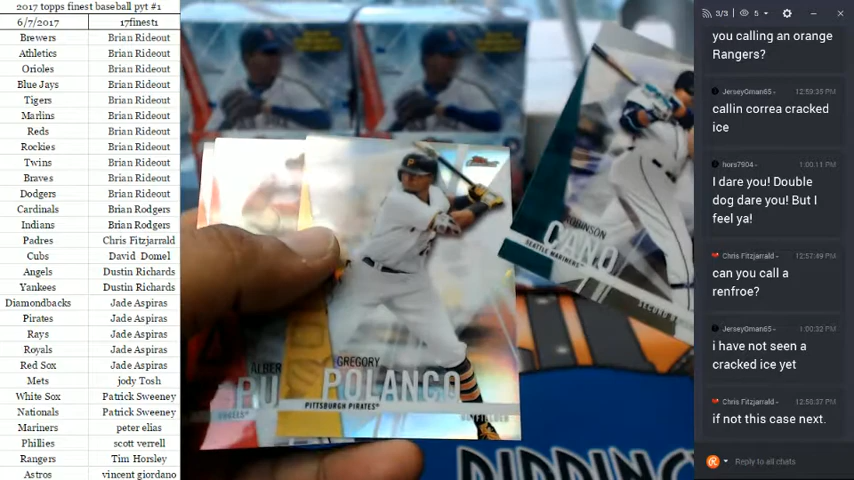 2017 topps finest baseball pyt #1
6/7/2017 17finest1
Brewers Brian Rideout
Athletics Brian Rideout
Orioles Brian Rideout
Blue Jays Brian Rideout
Tigers Brian Rideout
Marlins Brian Rideout
Reds Brian Rideout
Rockies Brian Rideout
Twins Brian Rideout
Braves Brian Rideout
Dodgers Brian Rideout
Cardinals Brian Rodgers
Indians Brian Rodgers
Padres Chris Fitzjarrald
Cubs David Domel
Angels Dustin Richards
Yankees Dustin Richards
Diamondbacks Jade Aspiras
Pirates Jade Aspiras
Rays Jade Aspiras
Royals Jade Aspiras
Red Sox Jade Aspiras
Mets jody Tosh
White Sox Patrick Sweeney
Nationals Patrick Sweeney
Mariners peter elias
Phillies scott verrell
Rangers Tim Horsley
Astros vincent giordano
ROBINSON
CANO
SEATTLE MARINERS
ALBER
PU
GREGORY
POLANCO
PITTSBURGH PIRATES
OUTFIELDER
3/3 5
you calling an orange
Rangers?
JerseyGman65 - 12:59:35 PM
callin correa cracked
ice
hors7904 - 1:00:11 PM
I dare you! Double
dog dare you! But I
feel ya!
Chris Fitzjarrald - 12:57:49 PM
can you call a
renfroe?
JerseyGman65 - 1:00:32 PM
i have not seen a
cracked ice yet
Chris Fitzjarrald - 12:58:37 PM
if not this case next.
Reply to all chats